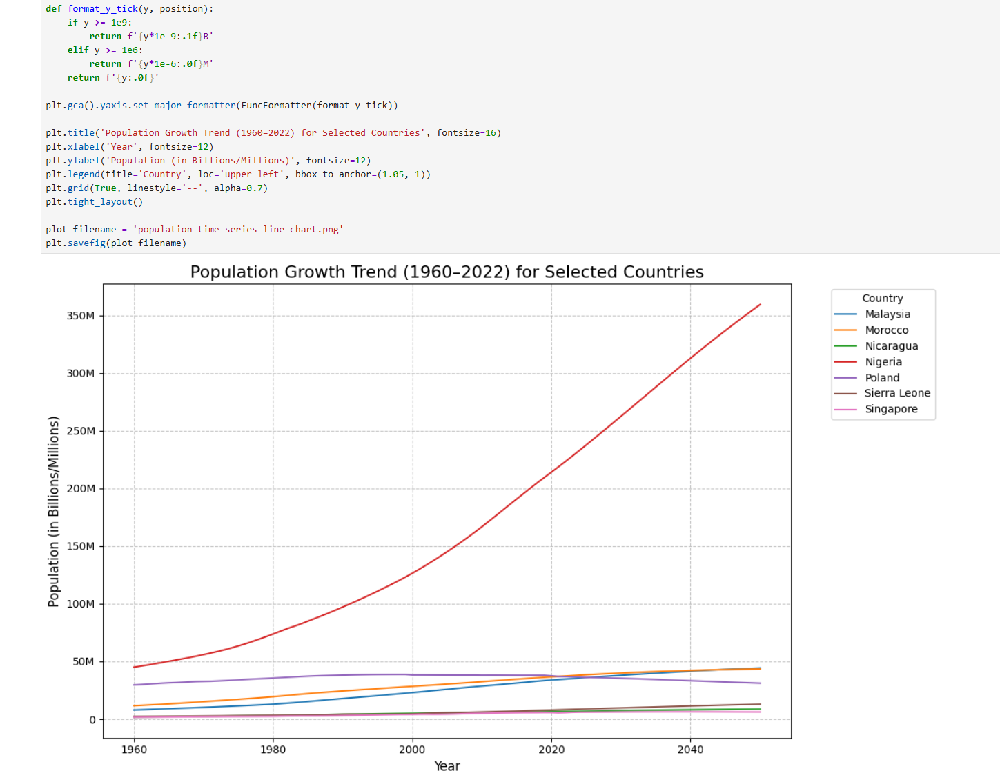 def format_y_tick(y, position):
    if y >= 1e9:
        return f'{y*1e-9:.1f}B'
    elif y >= 1e6:
        return f'{y*1e-6:.0f}M'
    return f'{y:.0f}'
plt.gca().yaxis.set_major_formatter(FuncFormatter(format_y_tick))
plt.title('Population Growth Trend (1960–2022) for Selected Countries', fontsize=16)
plt.xlabel('Year', fontsize=12)
plt.ylabel('Population (in Billions/Millions)', fontsize=12)
plt.legend(title='Country', loc='upper left', bbox_to_anchor=(1.05, 1))
plt.grid(True, linestyle='--', alpha=0.7)
plt.tight_layout()
plot_filename = 'population_time_series_line_chart.png'
plt.savefig(plot_filename)
Population Growth Trend (1960–2022) for Selected Countries
Population (in Billions/Millions)
350M
300M
250M
200M
150M
100M
50M
0
1960 1980 2000 2020 2040
Year
Country
Malaysia
Morocco
Nicaragua
Nigeria
Poland
Sierra Leone
Singapore